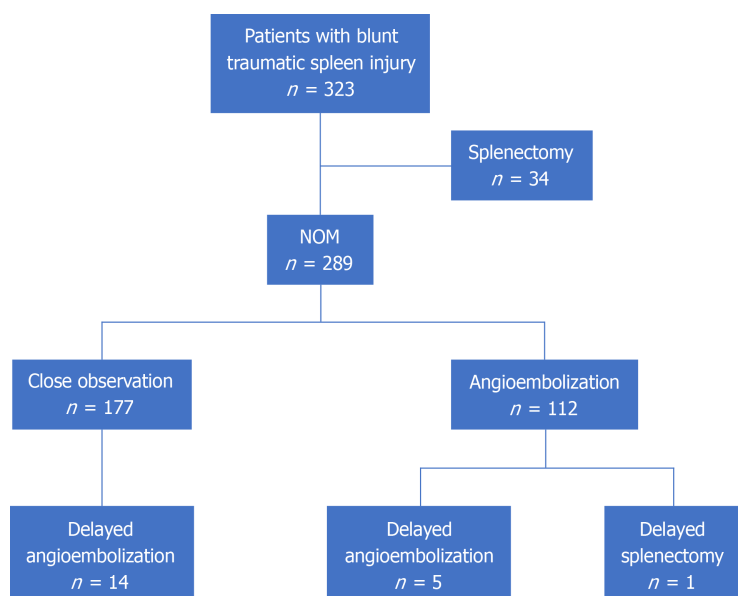 Patients with blunt
traumatic spleen injury
n = 323
Splenectomy
n = 34
NOM
n = 289
Close observation
n = 177
Angioembolization
n = 112
Delayed
angioembolization
n = 14
Delayed
angioembolization
n = 5
Delayed
splenectomy
n = 1